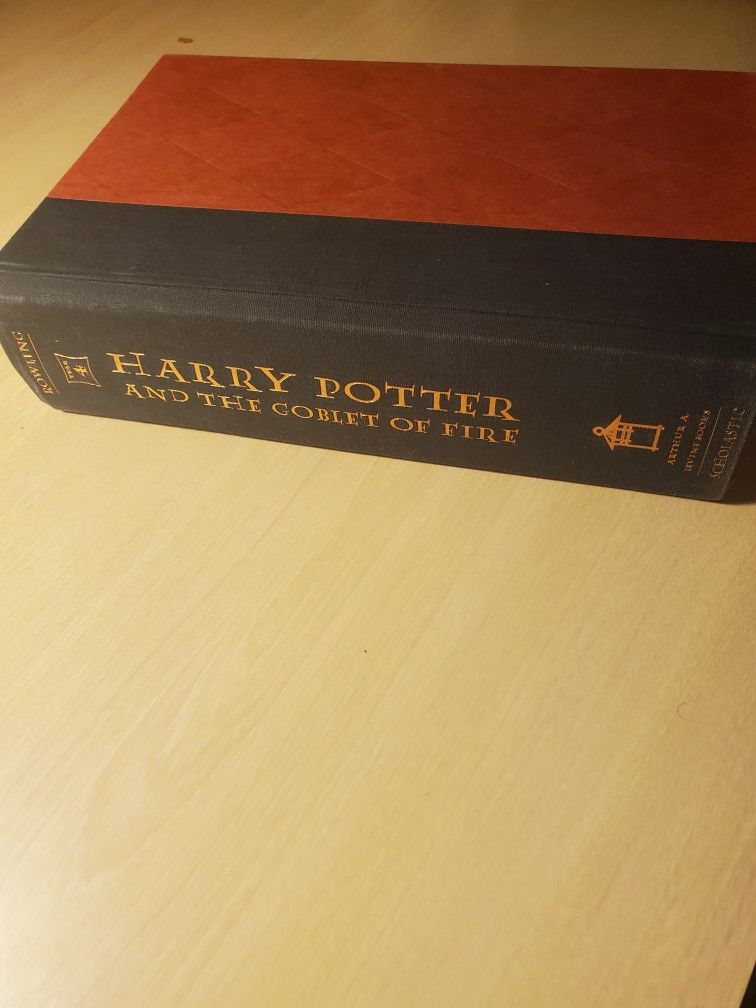 ROWLING
YEAR
4
HARRY POTTER
AND THE GOBLET OF FIRE
ARTHUR A.
LEVINE BOOKS
SCHOLASTIC